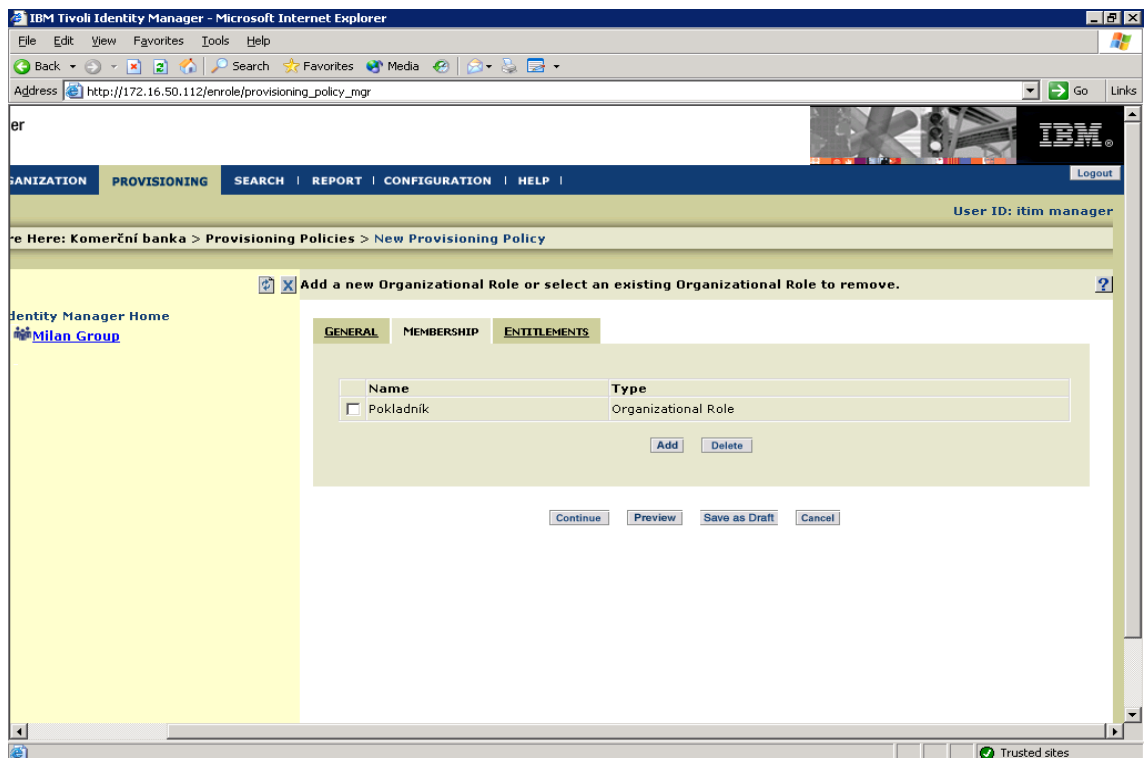 IBM Tivoli Identity Manager - Microsoft Internet Explorer
File Edit View Favorites Tools Help
Back Search Favorites Media
Address http://172.16.50.112/enrole/provisioning_policy_mgr Go Links
er
IBM®
GANIZATION PROVISIONING SEARCH | REPORT | CONFIGURATION | HELP | Logout
User ID: itim manager
re Here: Komerční banka > Provisioning Policies > New Provisioning Policy
Add a new Organizational Role or select an existing Organizational Role to remove. ?
dentity Manager Home
Milan Group
GENERAL MEMBERSHIP ENTITLEMENTS
Name Type
Pokladník Organizational Role
Add Delete
Continue Preview Save as Draft Cancel
Trusted sites